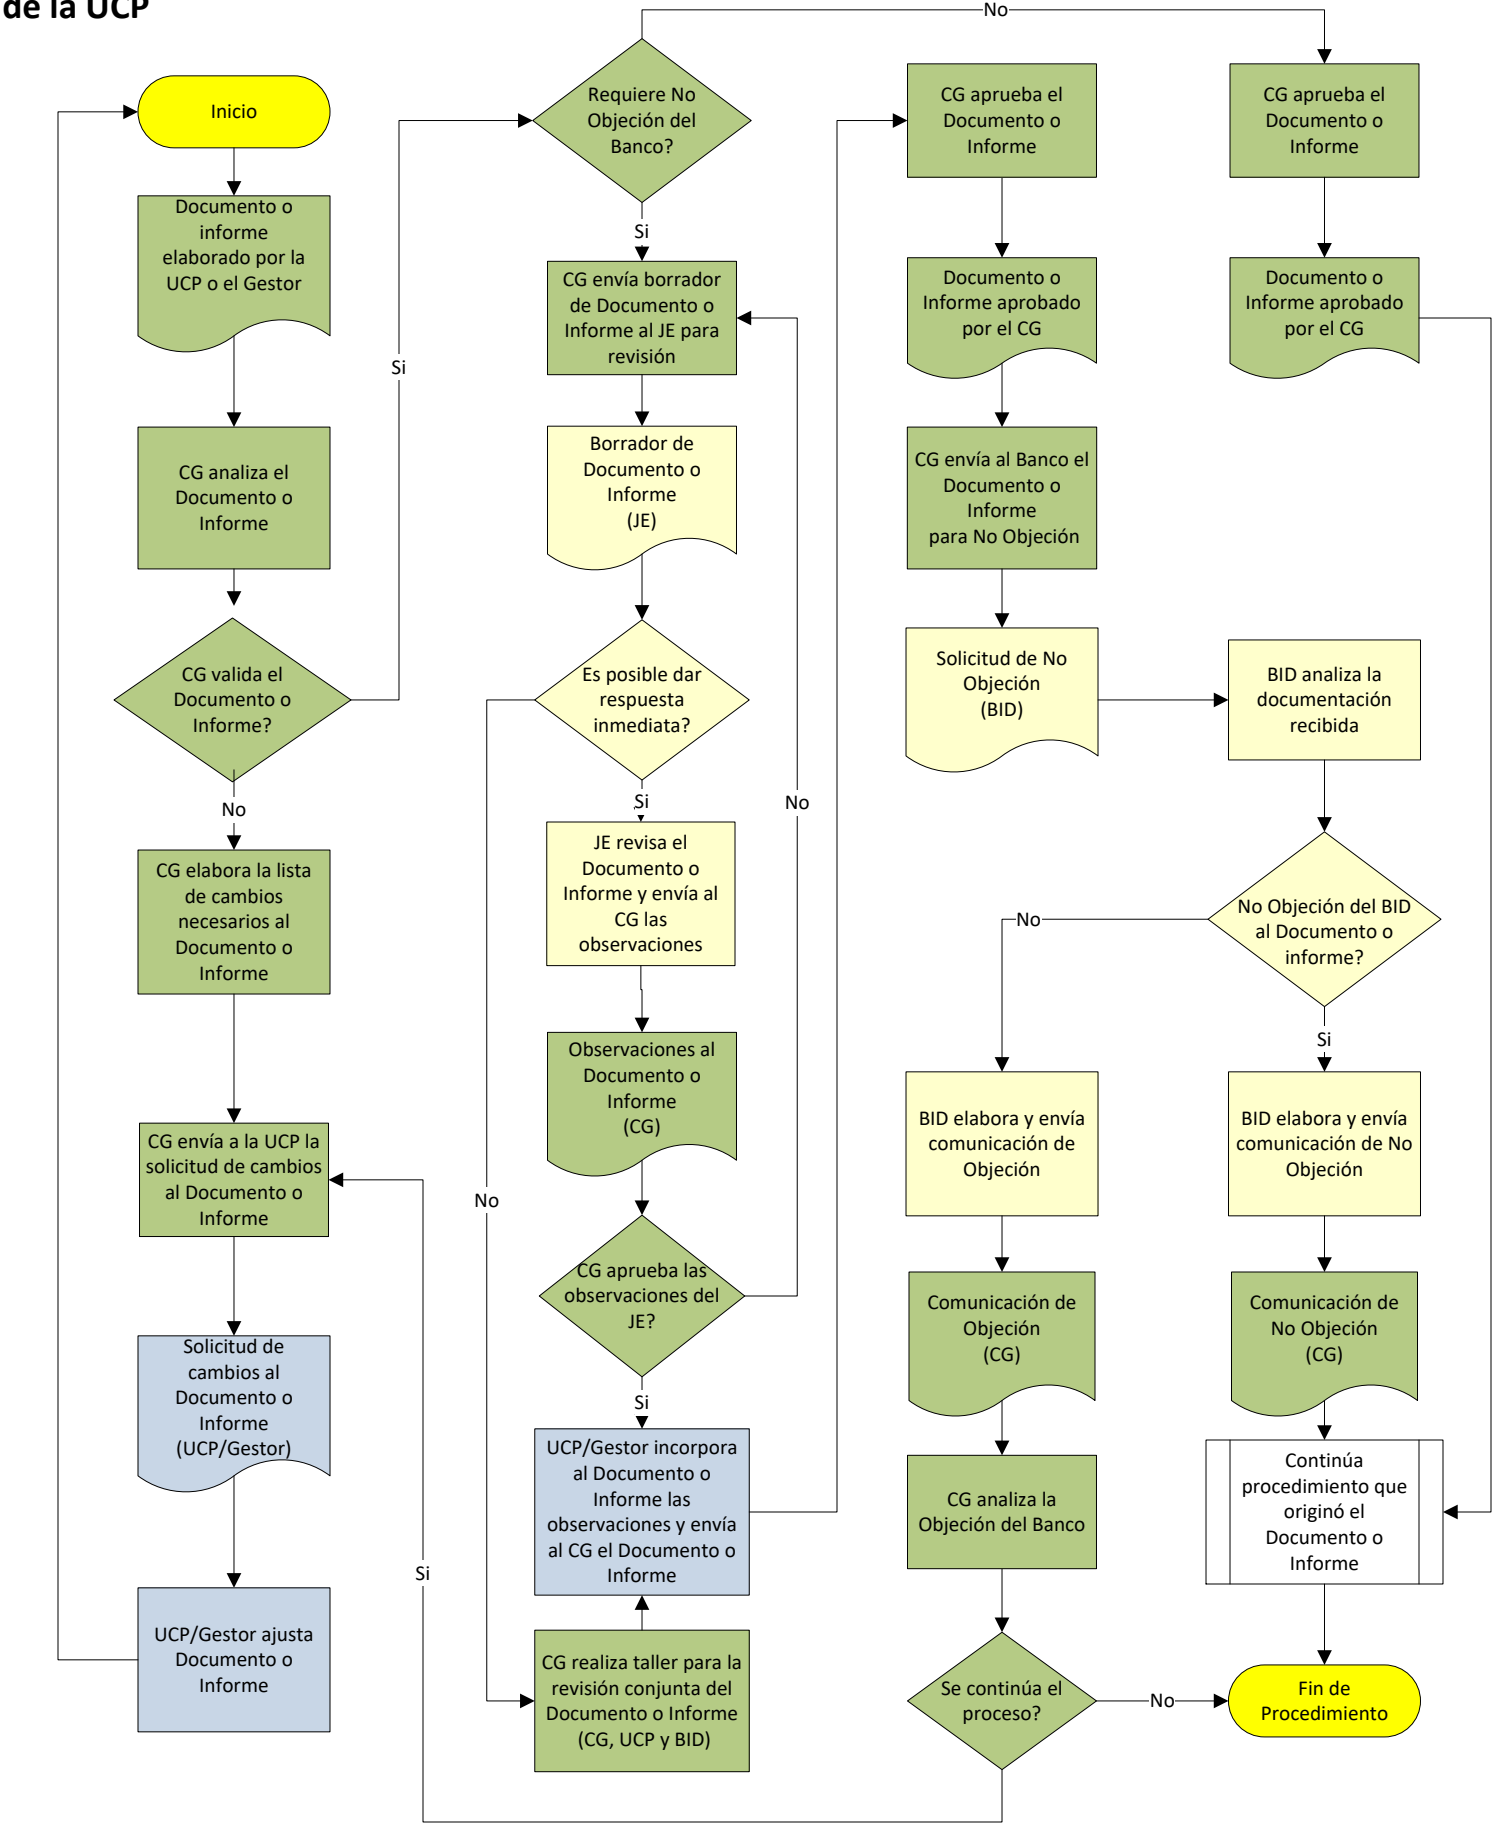 de la UCP
Inicio
Documento o
informe
elaborado por la
UCP o el Gestor
CG analiza el
Documento o
Informe
CG valida el
Documento o
Informe?
Si
No
CG elabora la lista
de cambios
necesarios al
Documento o
Informe
CG envía a la UCP la
solicitud de cambios
al Documento o
Informe
Solicitud de
cambios al
Documento o
Informe
(UCP/Gestor)
UCP/Gestor ajusta
Documento o
Informe
Requiere No
Objeción del
Banco?
No
Si
CG envía borrador
de Documento o
Informe al JE para
revisión
Borrador de
Documento o
Informe
(JE)
Es posible dar
respuesta
inmediata?
Si
No
JE revisa el
Documento o
Informe y envía al
CG las
observaciones
Observaciones al
Documento o
Informe
(CG)
CG aprueba las
observaciones del
JE?
No
Si
UCP/Gestor incorpora
al Documento o
Informe las
observaciones y envía
al CG el Documento o
Informe
CG realiza taller para la
revisión conjunta del
Documento o Informe
(CG, UCP y BID)
CG aprueba el
Documento o
Informe
Documento o
Informe aprobado
por el CG
CG envía al Banco el
Documento o
Informe
para No Objeción
Solicitud de No
Objeción
(BID)
No
BID elabora y envía
comunicación de
Objeción
Comunicación de
Objeción
(CG)
CG analiza la
Objeción del Banco
Se continúa el
proceso?
Si
No
CG aprueba el
Documento o
Informe
Documento o
Informe aprobado
por el CG
BID analiza la
documentación
recibida
No Objeción del BID
al Documento o
informe?
Si
BID elabora y envía
comunicación de No
Objeción
Comunicación de
No Objeción
(CG)
Continúa
procedimiento que
originó el
Documento o
Informe
Fin de
Procedimiento